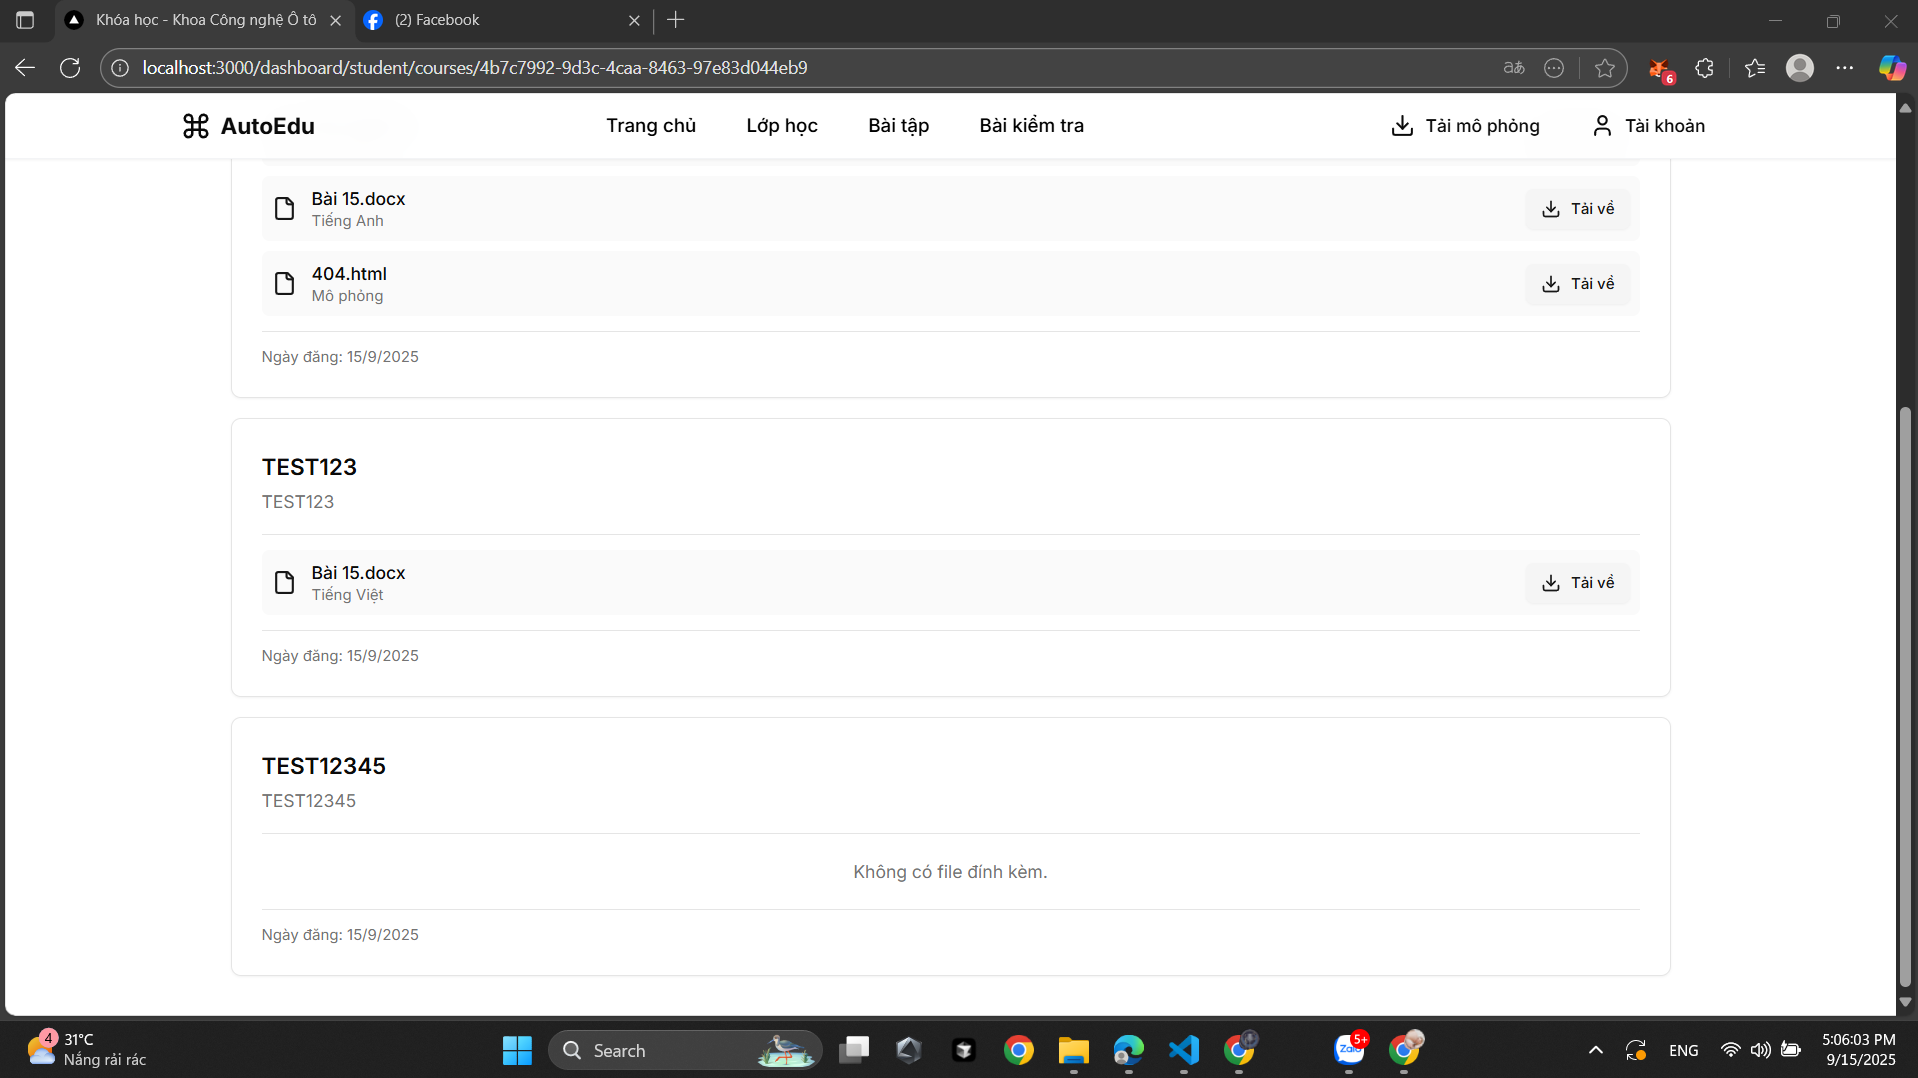 Khóa học - Khoa Công nghệ Ô tô
(2) Facebook
localhost:3000/dashboard/student/courses/4b7c7992-9d3c-4caa-8463-97e83d044eb9
aあ
6
AutoEdu
Trang chủ
Lớp học
Bài tập
Bài kiểm tra
Tải mô phỏng
Tài khoản
Bài 15.docx
Tiếng Anh
Tải về
404.html
Mô phỏng
Tải về
Ngày đăng: 15/9/2025
TEST123
TEST123
Bài 15.docx
Tiếng Việt
Tải về
Ngày đăng: 15/9/2025
TEST12345
TEST12345
Không có file đính kèm.
Ngày đăng: 15/9/2025
4
31°C
Nắng rải rác
Search
Zalo
5+
ENG
5:06:03 PM
9/15/2025